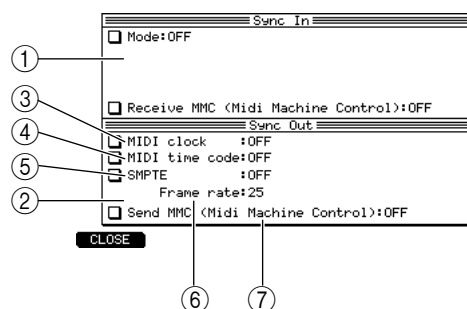 Sync In
Mode:OFF
①
Receive MMC (Midi Machine Control):OFF
Sync Out
③
MIDI clock :OFF
④
MIDI time code:OFF
⑤
SMPTE :OFF
Frame rate:25
②
Send MMC (Midi Machine Control):OFF
CLOSE
⑥ ⑦